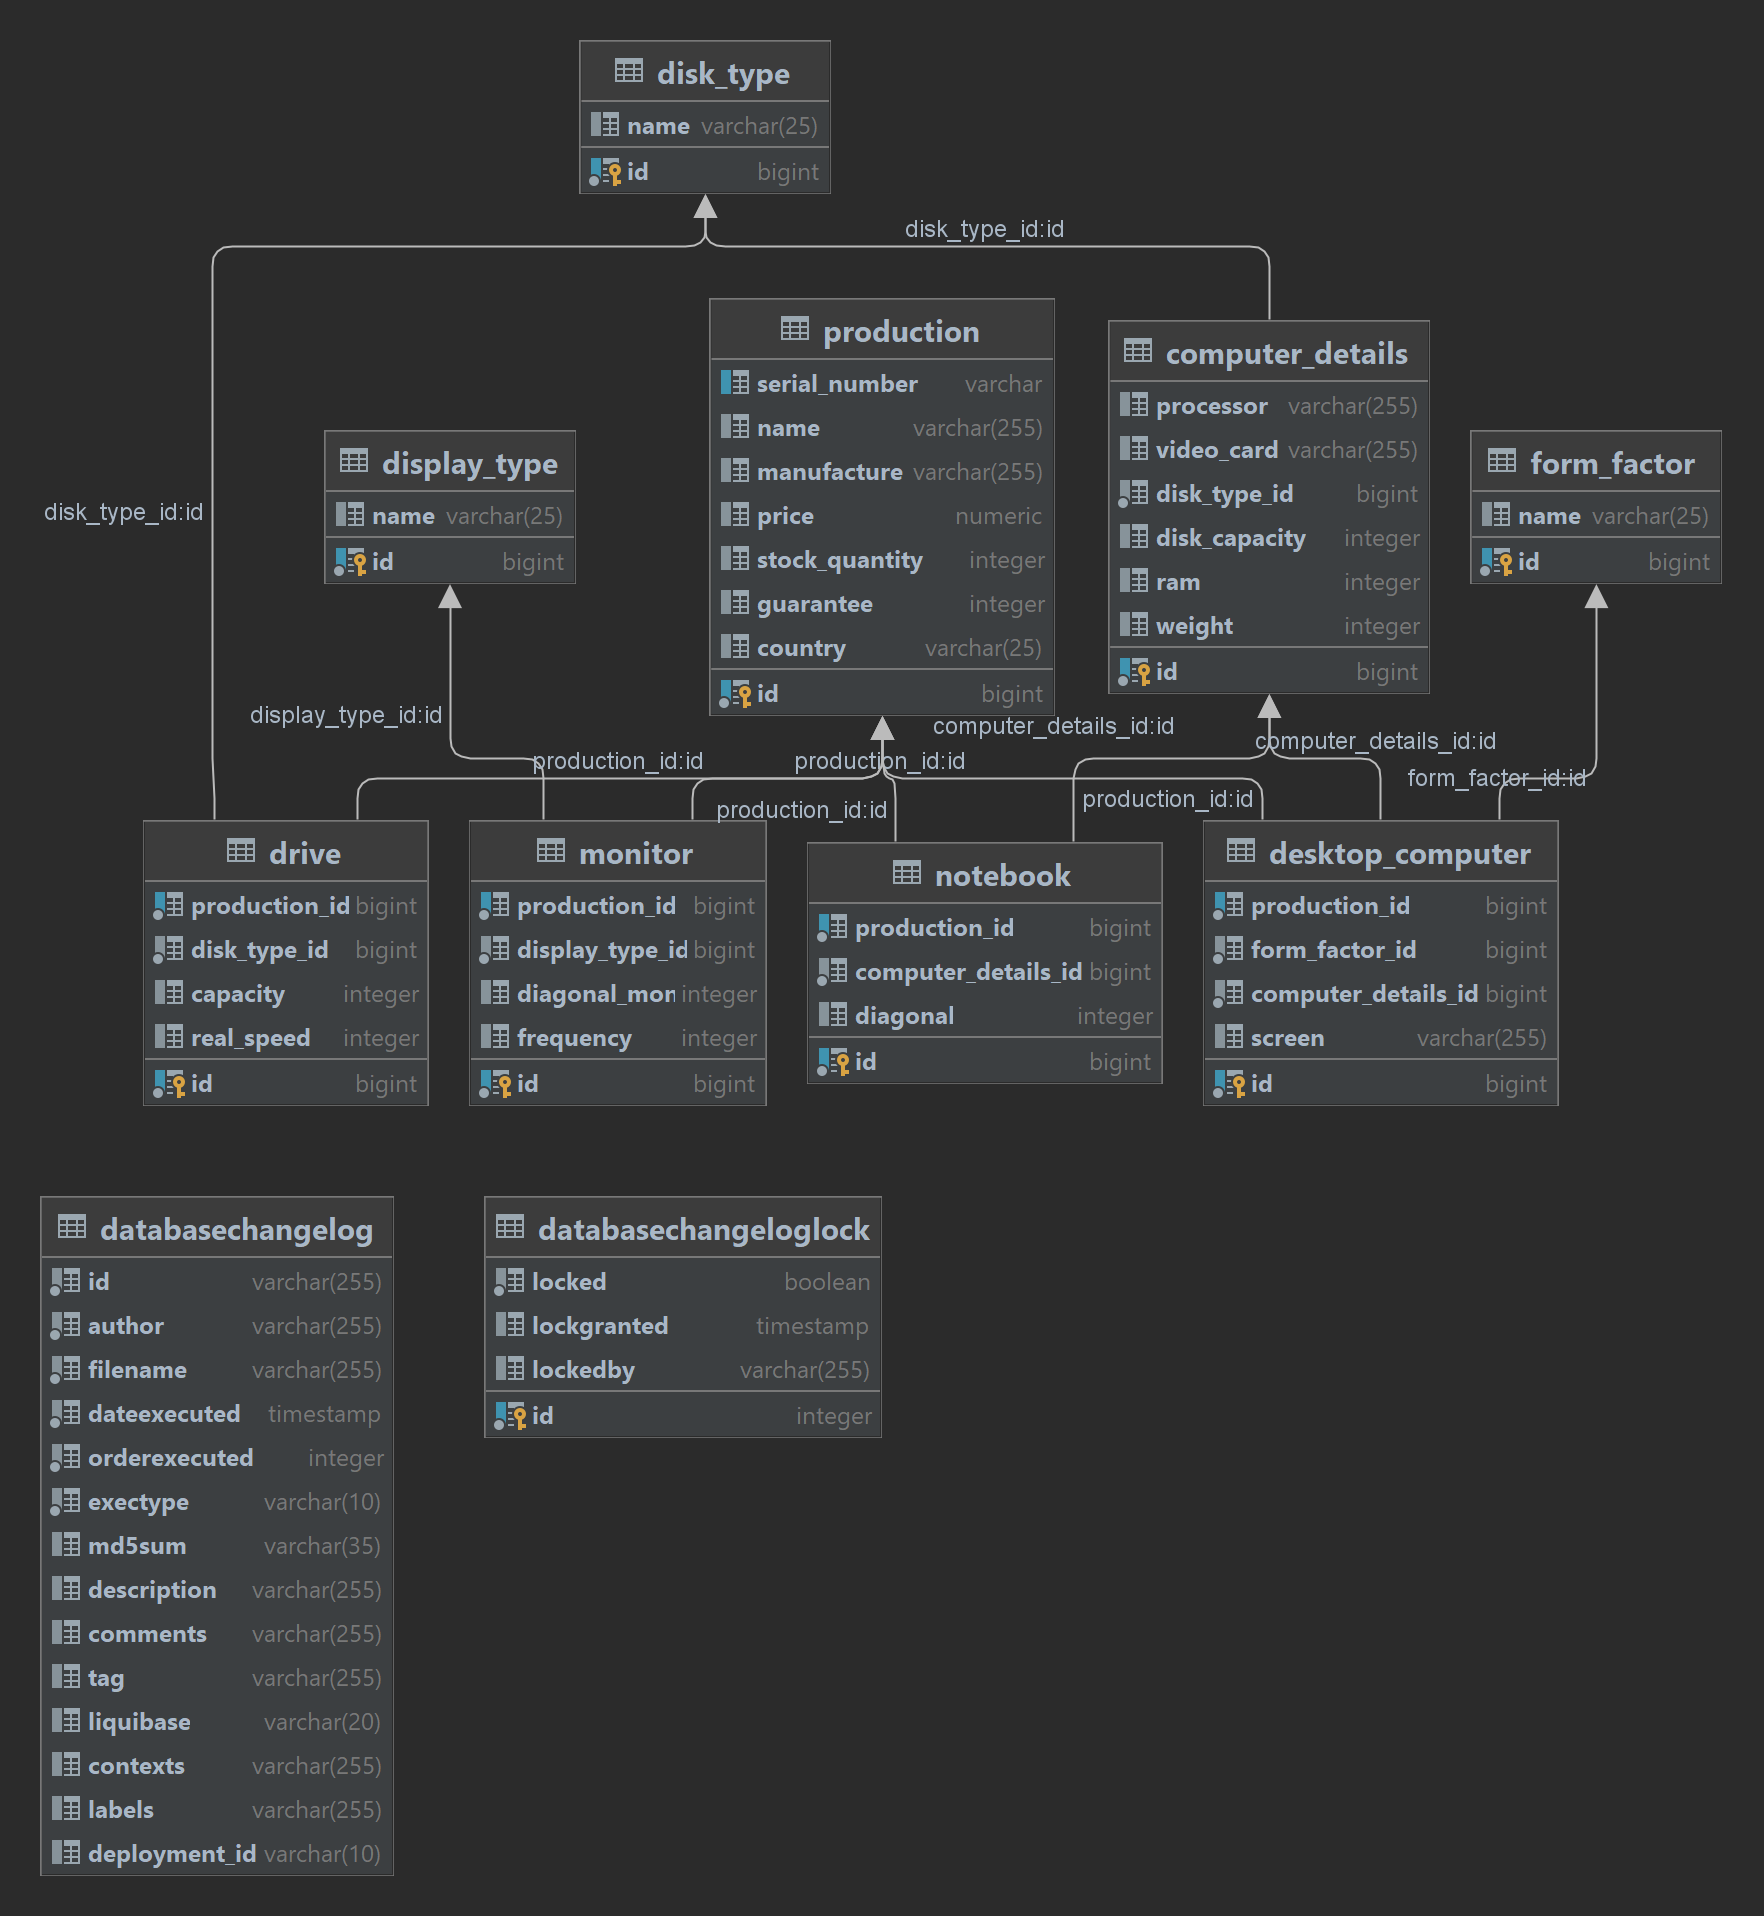 disk_type
name varchar(25)
id bigint
disk_type_id:id
production
serial_number varchar
name varchar(255)
manufacture varchar(255)
price numeric
stock_quantity integer
guarantee integer
country varchar(25)
id bigint
computer_details
processor varchar(255)
video_card varchar(255)
disk_type_id bigint
disk_capacity integer
ram integer
weight integer
id bigint
display_type
name varchar(25)
id bigint
form_factor
name varchar(25)
id bigint
disk_type_id:id
display_type_id:id
computer_details_id:id
computer_details_id:id
production_id:id
production_id:id
form_factor_id:id
production_id:id
production_id:id
drive
production_id bigint
disk_type_id bigint
capacity integer
real_speed integer
id bigint
monitor
production_id bigint
display_type_id bigint
diagonal_mon integer
frequency integer
id bigint
notebook
production_id bigint
computer_details_id bigint
diagonal integer
id bigint
desktop_computer
production_id bigint
form_factor_id bigint
computer_details_id bigint
screen varchar(255)
id bigint
databasechangelog
id varchar(255)
author varchar(255)
filename varchar(255)
dateexecuted timestamp
orderexecuted integer
exectype varchar(10)
md5sum varchar(35)
description varchar(255)
comments varchar(255)
tag varchar(255)
liquibase varchar(20)
contexts varchar(255)
labels varchar(255)
deployment_id varchar(10)
databasechangeloglock
locked boolean
lockgranted timestamp
lockedby varchar(255)
id integer